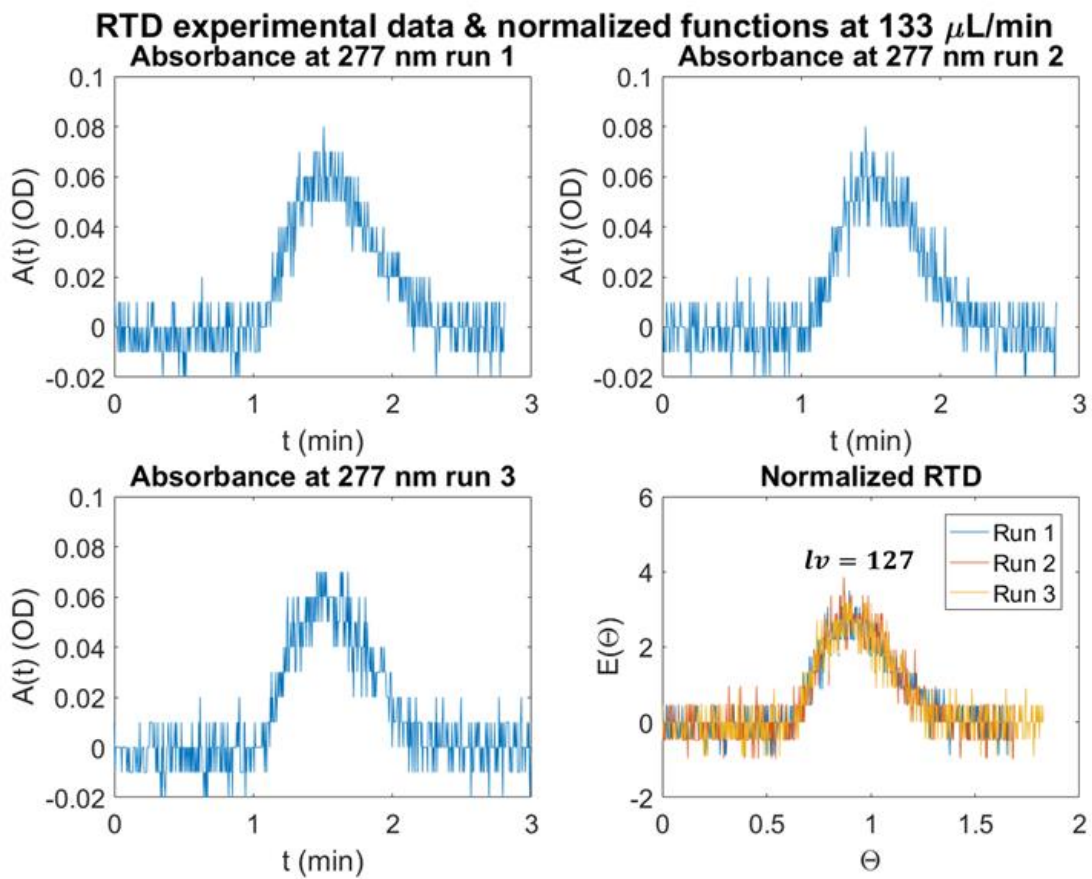 RTD experimental data & normalized functions at 133 μL/min
Absorbance at 277 nm run 1
0.1
0.08
0.06
0.04
0.02
0
-0.02
A(t) (OD)
0 1 2 3
t (min)
Absorbance at 277 nm run 2
0.1
0.08
0.06
0.04
0.02
0
-0.02
A(t) (OD)
0 1 2 3
t (min)
Absorbance at 277 nm run 3
0.1
0.08
0.06
0.04
0.02
0
-0.02
A(t) (OD)
0 1 2 3
t (min)
Normalized RTD
6
4
2
0
-2
E(Θ)
lv = 127
Run 1
Run 2
Run 3
0 0.5 1 1.5 2
Θ